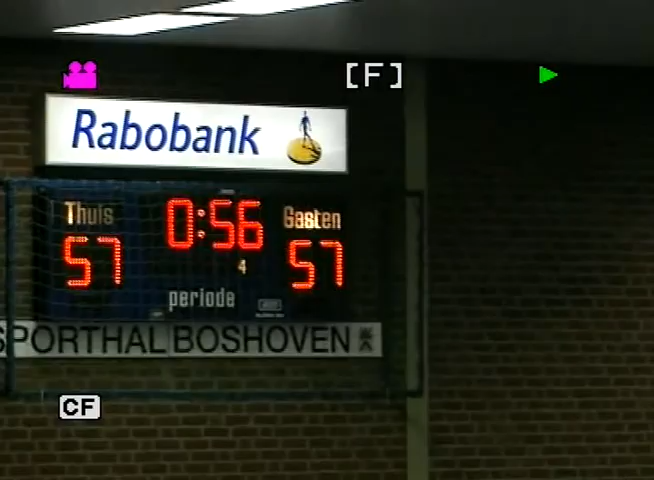 [F]
Rabobank
Thuis 0:56 Gasten
57 4 57
periode
SPORTHAL BOSHOVEN
CF